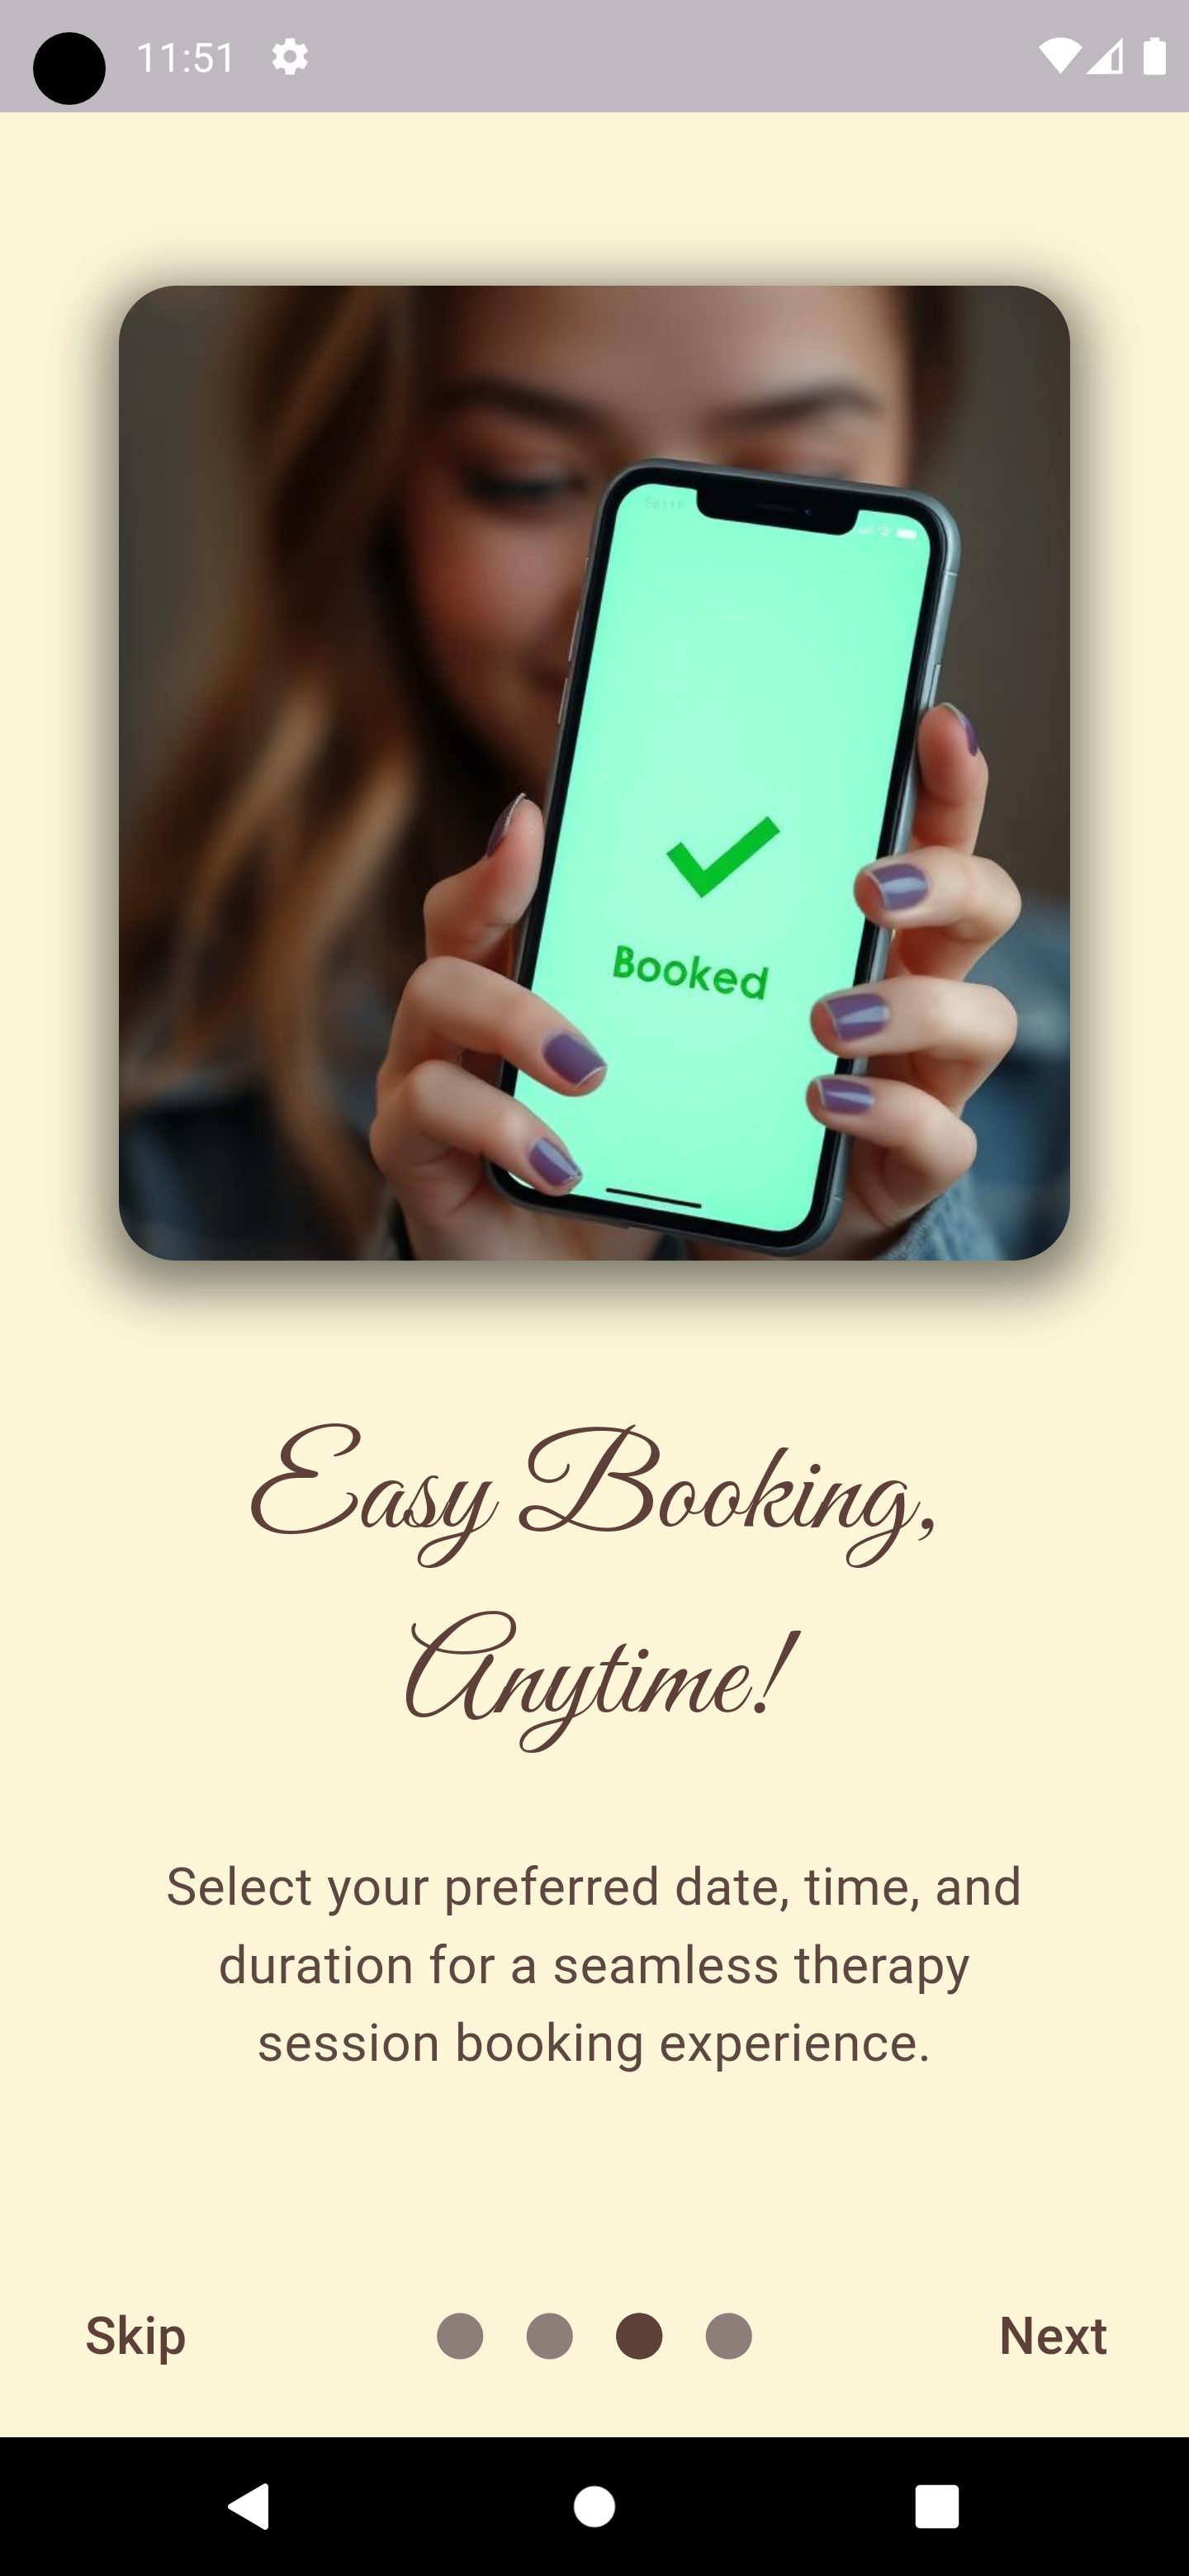 11:51
Booked
Easy Booking,
Anytime!
Select your preferred date, time, and
duration for a seamless therapy
session booking experience.
Skip
Next